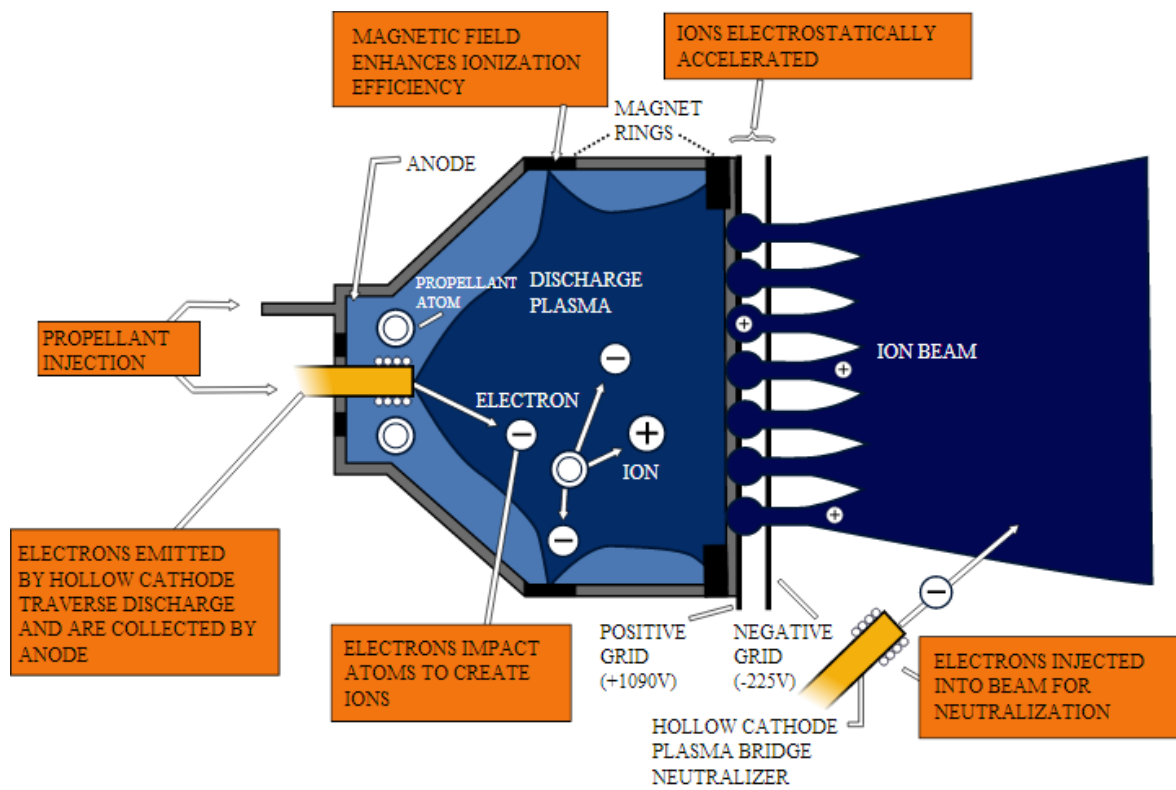 MAGNETIC FIELD
ENHANCES IONIZATION
EFFICIENCY
IONS ELECTROSTATICALLY
ACCELERATED
MAGNET
RINGS
ANODE
PROPELLANT
ATOM
DISCHARGE
PLASMA
PROPELLANT
INJECTION
ION BEAM
ELECTRON
ION
ELECTRONS EMITTED
BY HOLLOW CATHODE
TRAVERSE DISCHARGE
AND ARE COLLECTED BY
ANODE
ELECTRONS IMPACT
ATOMS TO CREATE
IONS
POSITIVE
GRID
(+1090V)
NEGATIVE
GRID
(-225V)
ELECTRONS INJECTED
INTO BEAM FOR
NEUTRALIZATION
HOLLOW CATHODE
PLASMA BRIDGE
NEUTRALIZER